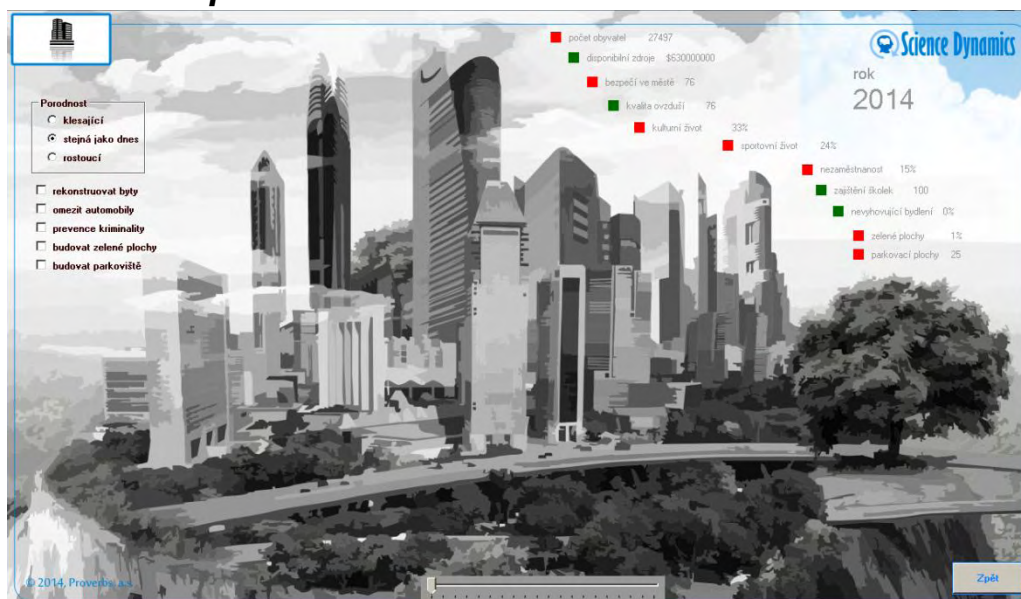 počet obyvatel 27497
disponibilní zdroje $630000000
bezpečí ve městě 76
kvalita ovzduší 76
kulturní život 33%
sportovní život 24%
nezaměstnanost 15%
zajištění školek 100
nevyhovující bydlení 0%
zelené plochy 1%
parkovací plochy 25
Science Dynamics
rok
2014
Porodnost
klesající
stejná jako dnes
rostoucí
rekonstruovat byty
omezit automobily
prevence kriminality
budovat zelené plochy
budovat parkoviště
© 2014, Proverbs, a.s.
Zpět